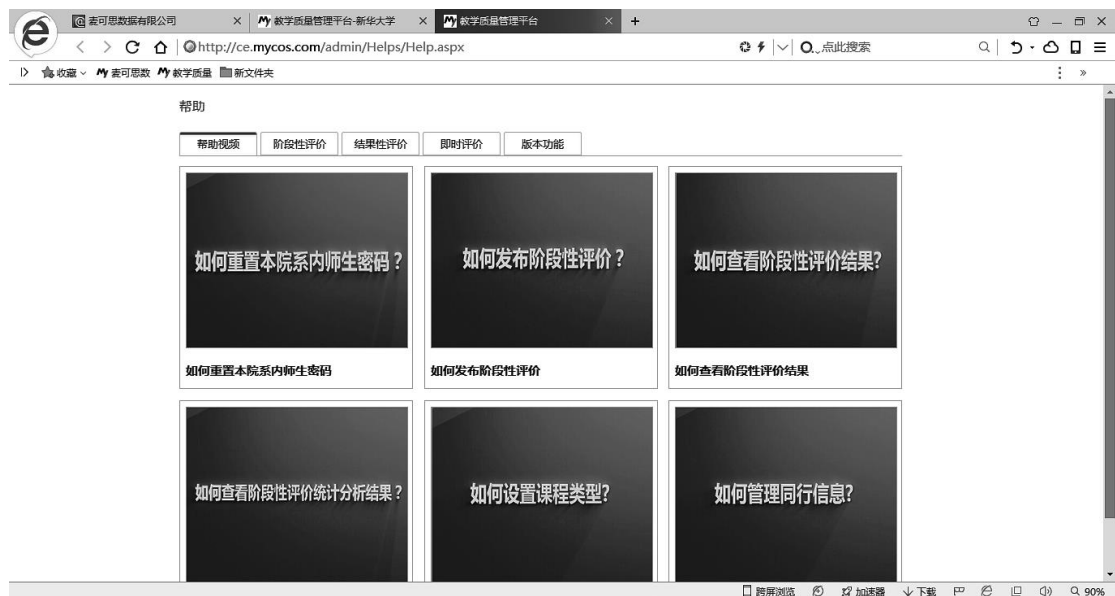 麦可思数据有限公司
教学质量管理平台-新华大学
教学质量管理平台
http://ce.mycos.com/admin/Helps/Help.aspx
点此搜索
收藏
麦可思数
教学质量
新文件夹
帮助
帮助视频
阶段性评价
结果性评价
即时评价
版本功能
如何重置本院系内师生密码？
如何发布阶段性评价？
如何查看阶段性评价结果?
如何重置本院系内师生密码
如何发布阶段性评价
如何查看阶段性评价结果
如何查看阶段性评价统计分析结果？
如何设置课程类型?
如何管理同行信息?
跨屏浏览
加速器
下载
90%